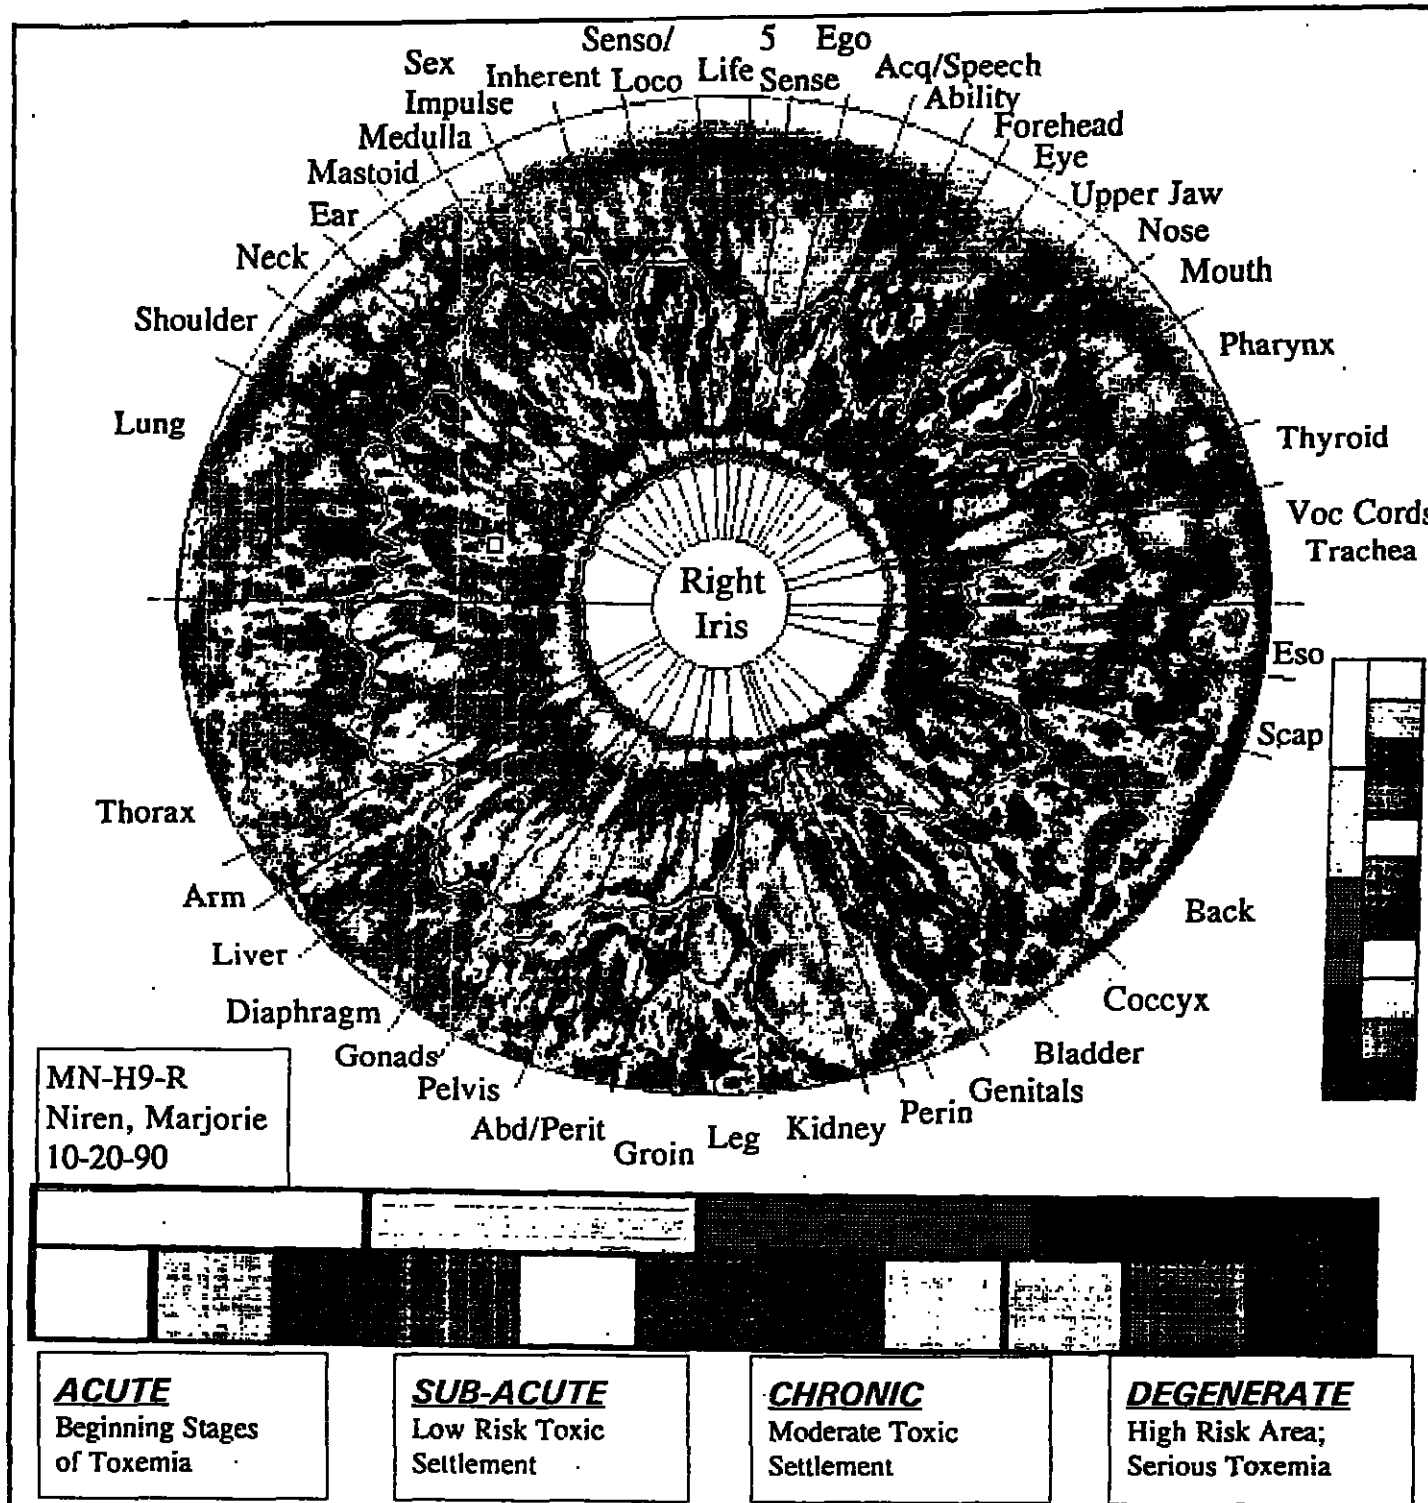 Senso/
Loco
Life
5
Sense
Ego
Acq/Speech
Ability
Forehead
Eye
Upper Jaw
Nose
Mouth
Pharynx
Thyroid
Voc Cords
Trachea
Eso
Scap
Back
Coccyx
Bladder
Genitals
Perin
Kidney
Leg
Groin
Abd/Perit
Pelvis
Gonads
Diaphragm
Liver
Arm
Thorax
Lung
Shoulder
Neck
Ear
Mastoid
Medulla
Sex
Impulse
Inherent
Right
Iris
MN-H9-R
Niren, Marjorie
10-20-90
ACUTE
Beginning Stages
of Toxemia
SUB-ACUTE
Low Risk Toxic
Settlement
CHRONIC
Moderate Toxic
Settlement
DEGENERATE
High Risk Area;
Serious Toxemia